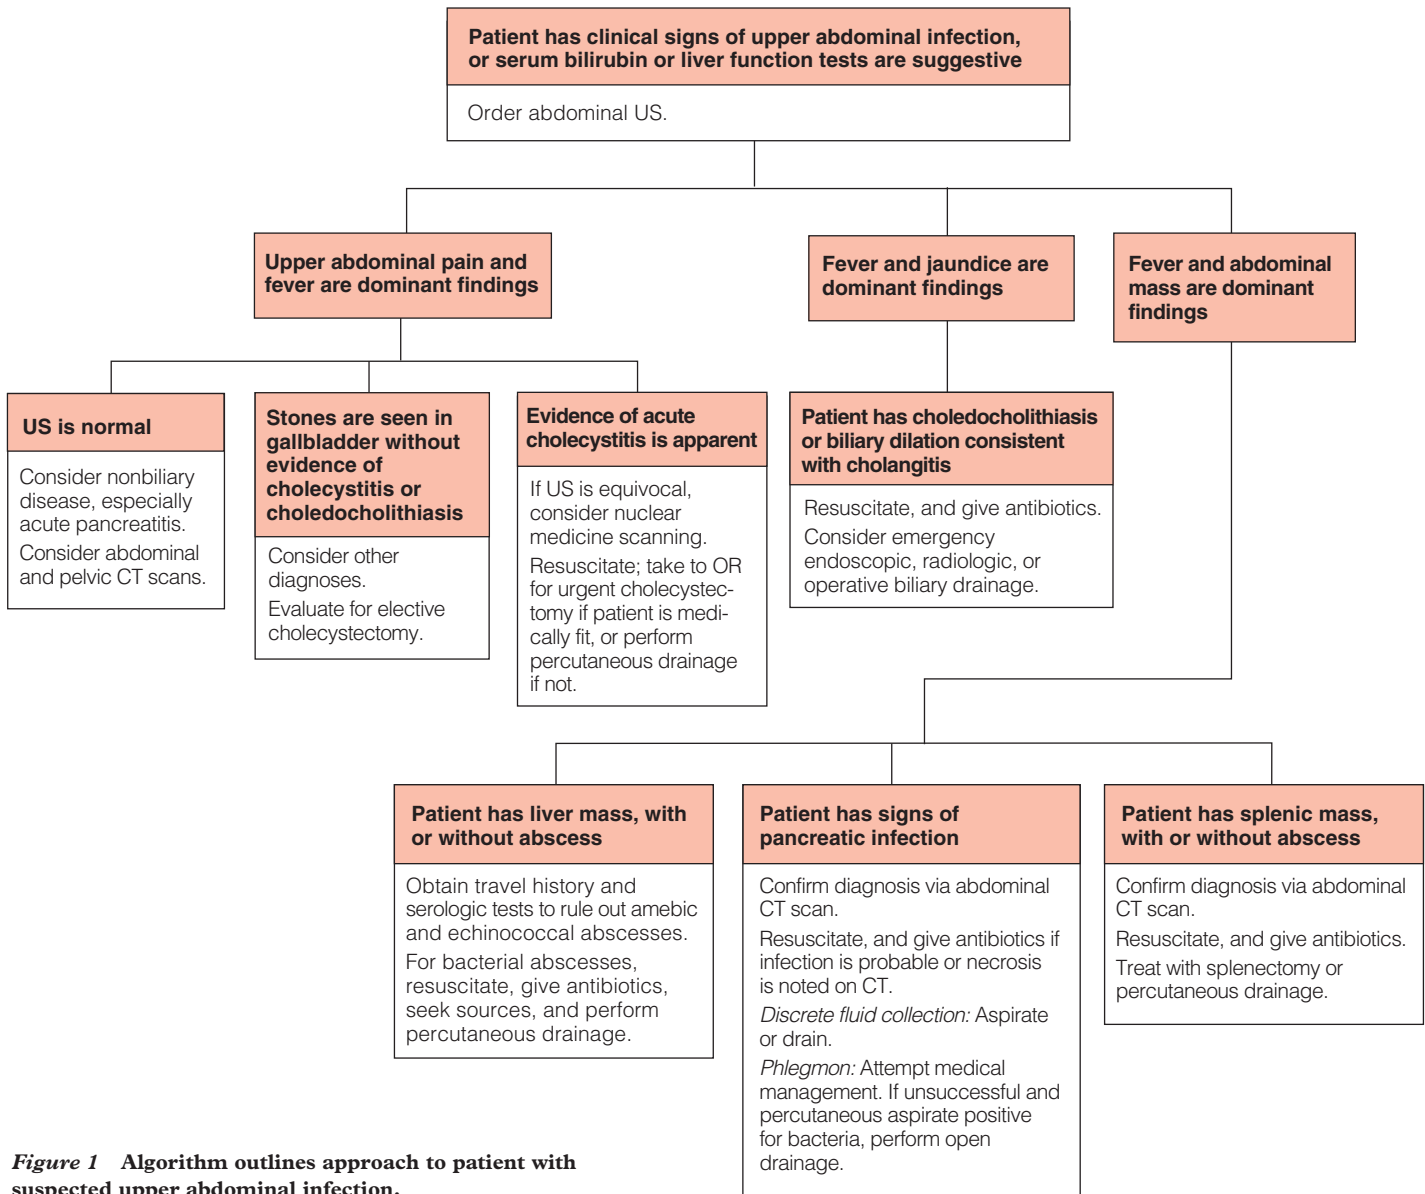 Patient has clinical signs of upper abdominal infection,
or serum bilirubin or liver function tests are suggestive
Order abdominal US.
Upper abdominal pain and
fever are dominant findings
Fever and jaundice are
dominant findings
Fever and abdominal
mass are dominant
findings
US is normal
Consider nonbiliary
disease, especially
acute pancreatitis.
Consider abdominal
and pelvic CT scans.
Stones are seen in
gallbladder without
evidence of
cholecystitis or
choledocholithiasis
Consider other
diagnoses.
Evaluate for elective
cholecystectomy.
Evidence of acute
cholecystitis is apparent
If US is equivocal,
consider nuclear
medicine scanning.
Resuscitate; take to OR
for urgent cholecystec-
tomy if patient is medi-
cally fit, or perform
percutaneous drainage
if not.
Patient has choledocholithiasis
or biliary dilation consistent
with cholangitis
Resuscitate, and give antibiotics.
Consider emergency
endoscopic, radiologic, or
operative biliary drainage.
Patient has liver mass, with
or without abscess
Obtain travel history and
serologic tests to rule out amebic
and echinococcal abscesses.
For bacterial abscesses,
resuscitate, give antibiotics,
seek sources, and perform
percutaneous drainage.
Patient has signs of
pancreatic infection
Confirm diagnosis via abdominal
CT scan.
Resuscitate, and give antibiotics if
infection is probable or necrosis
is noted on CT.
Discrete fluid collection: Aspirate
or drain.
Phlegmon: Attempt medical
management. If unsuccessful and
percutaneous aspirate positive
for bacteria, perform open
drainage.
Patient has splenic mass,
with or without abscess
Confirm diagnosis via abdominal
CT scan.
Resuscitate, and give antibiotics.
Treat with splenectomy or
percutaneous drainage.
Figure 1 Algorithm outlines approach to patient with
suspected upper abdominal infection.